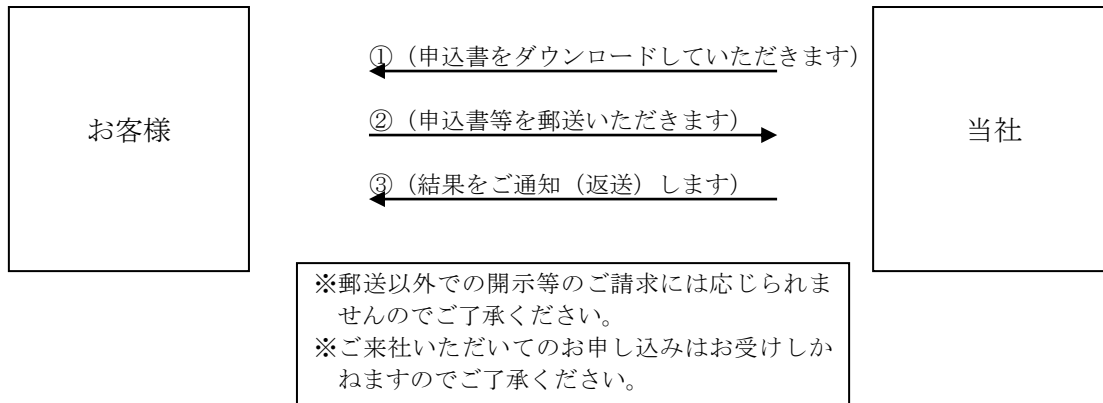 お客様
①（申込書をダウンロードしていただきます）
②（申込書等を郵送いただきます）
③（結果をご通知（返送）します）
当社
※郵送以外での開示等のご請求には応じられま
せんのでご了承ください。
※ご来社いただいてのお申し込みはお受けしか
ねますのでご了承ください。